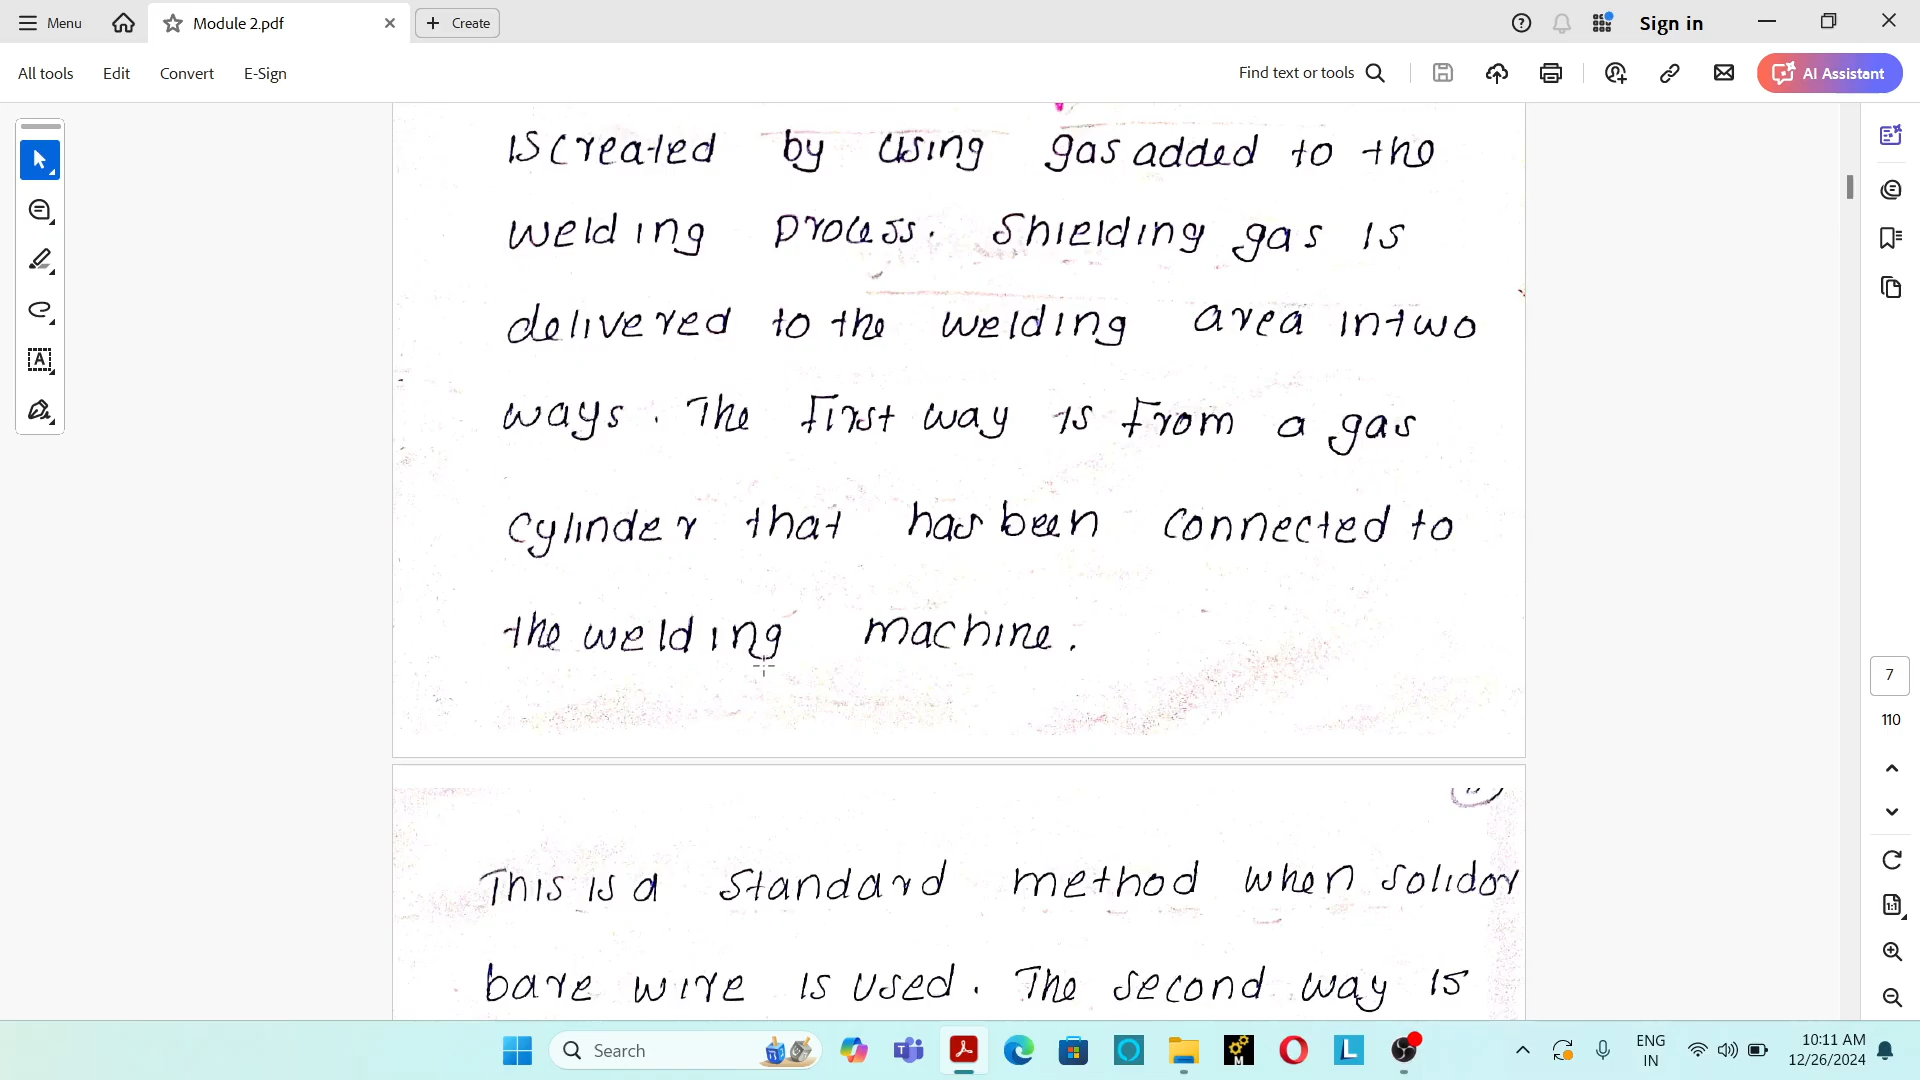 Menu
Module 2.pdf
Create
Sign in
All tools
Edit
Convert
E-Sign
Find text or tools
AI Assistant
is created by using gas added to the
welding process. Shielding gas is
delivered to the welding area in two
ways. The first way is from a gas
cylinder that has been connected to
the welding machine.
This is a standard method when solid or
bare wire is used. The second way is
7
110
Search
ENG
IN
10:11 AM
12/26/2024